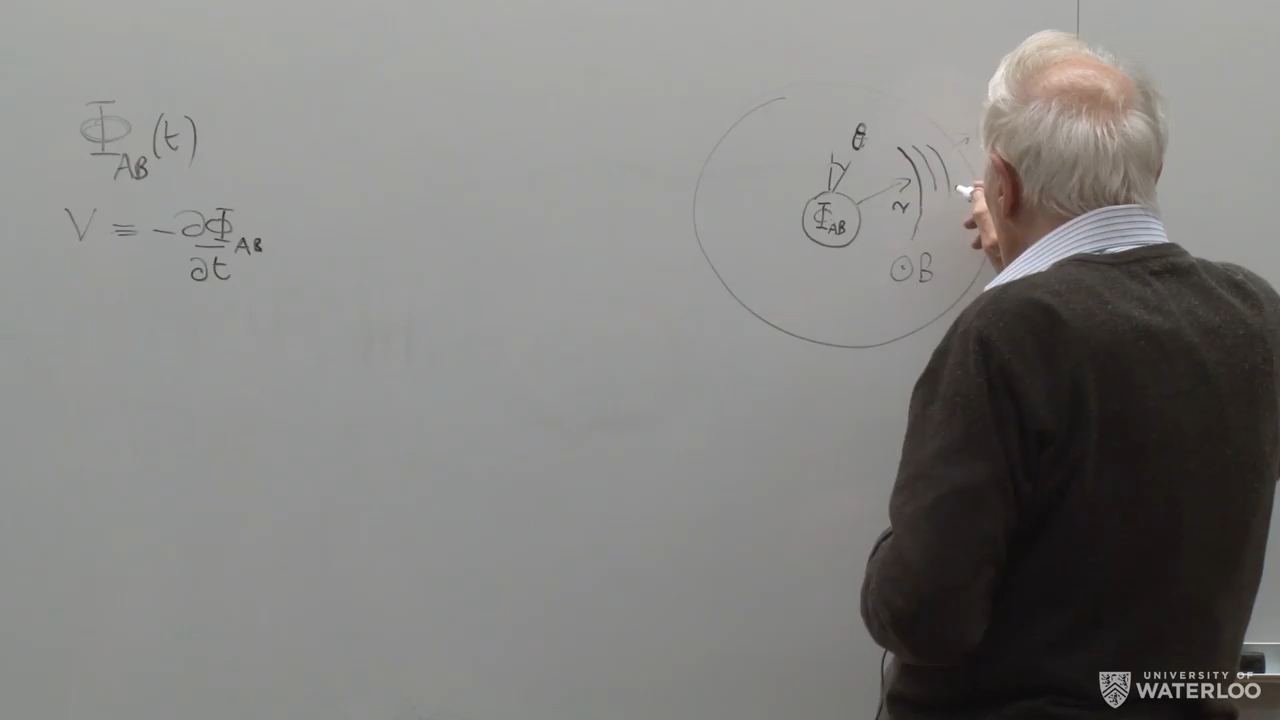 Φ_AB(t)
V = -∂Φ_AB/∂t
θ
Φ_AB
r
⊙ B
UNIVERSITY OF
WATERLOO